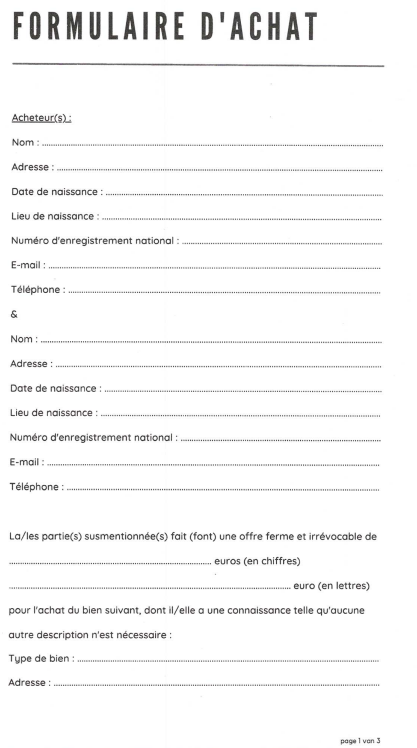 FORMULAIRE D'ACHAT
Acheteur(s) :
Nom : ........................................
Adresse : ........................................
Date de naissance : ........................................
Lieu de naissance : ........................................
Numéro d'enregistrement national : ........................................
E-mail : ........................................
Téléphone : ........................................
&
Nom : ........................................
Adresse : ........................................
Date de naissance : ........................................
Lieu de naissance : ........................................
Numéro d'enregistrement national : ........................................
E-mail : ........................................
Téléphone : ........................................
La/les partie(s) susmentionnée(s) fait (font) une offre ferme et irrévocable de
........................................ euros (en chiffres)
........................................ euro (en lettres)
pour l'achat du bien suivant, dont il/elle a une connaissance telle qu'aucune
autre description n'est nécessaire :
Type de bien : ........................................
Adresse : ........................................
page 1 van 3